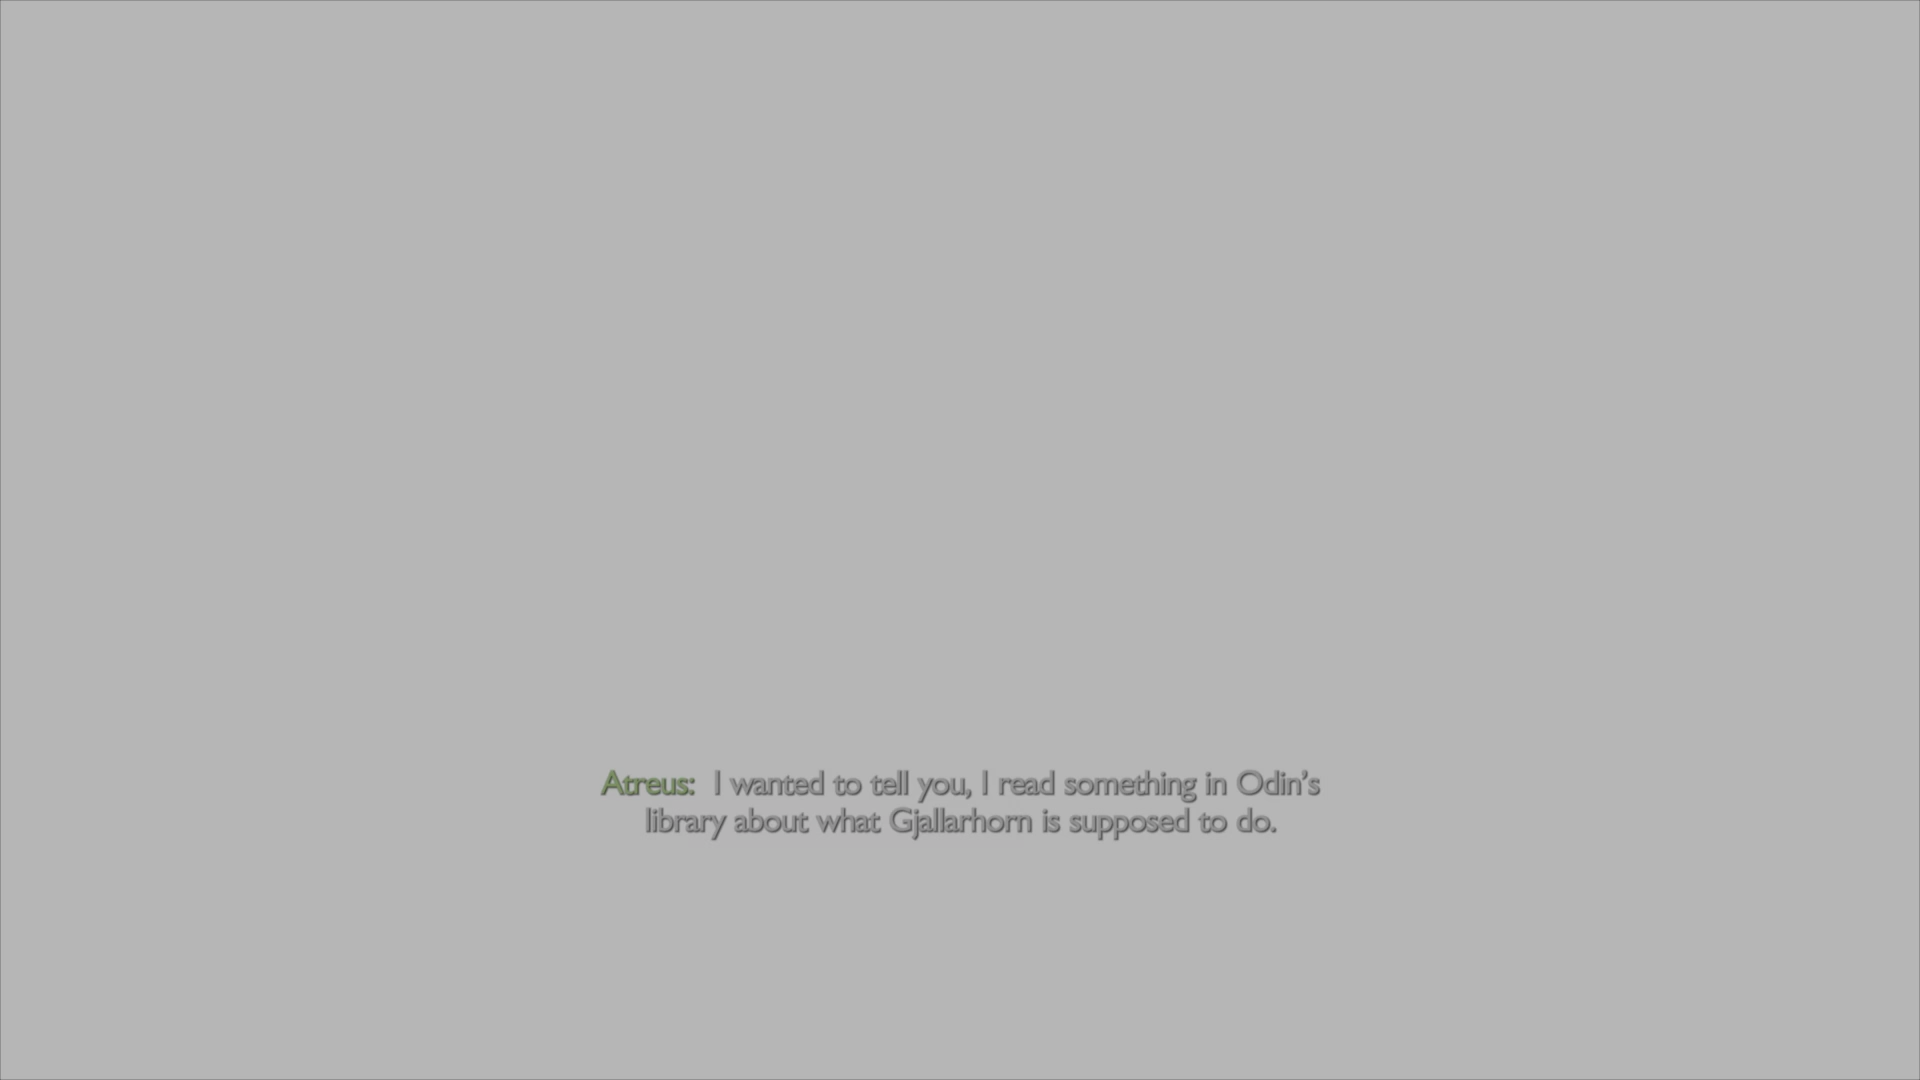 Atreus: I wanted to tell you, I read something in Odin’s
library about what Gjallarhorn is supposed to do.